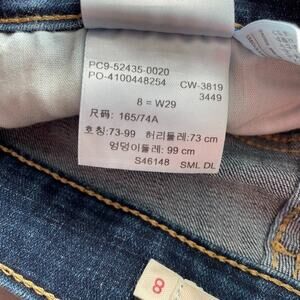 PC9-52435-0020
PO-4100448254 CW-3819
3449
8 = W29
尺码: 165/74A
호칭:73-99 허리둘레:73 cm
엉덩이둘레: 99 cm
S46148 SML DL
8